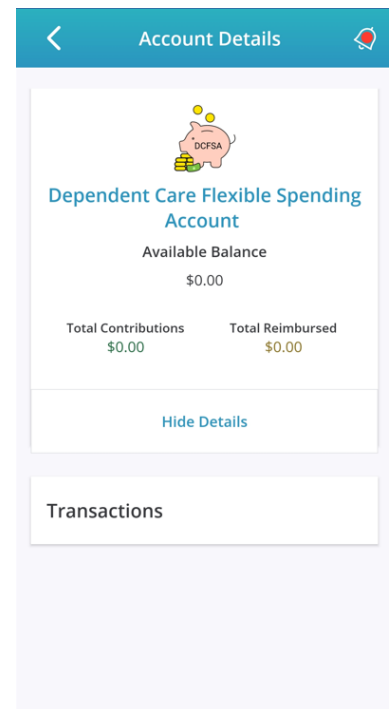 Account Details
DCFSA
Dependent Care Flexible Spending
Account
Available Balance
$0.00
Total Contributions Total Reimbursed
$0.00 $0.00
Hide Details
Transactions